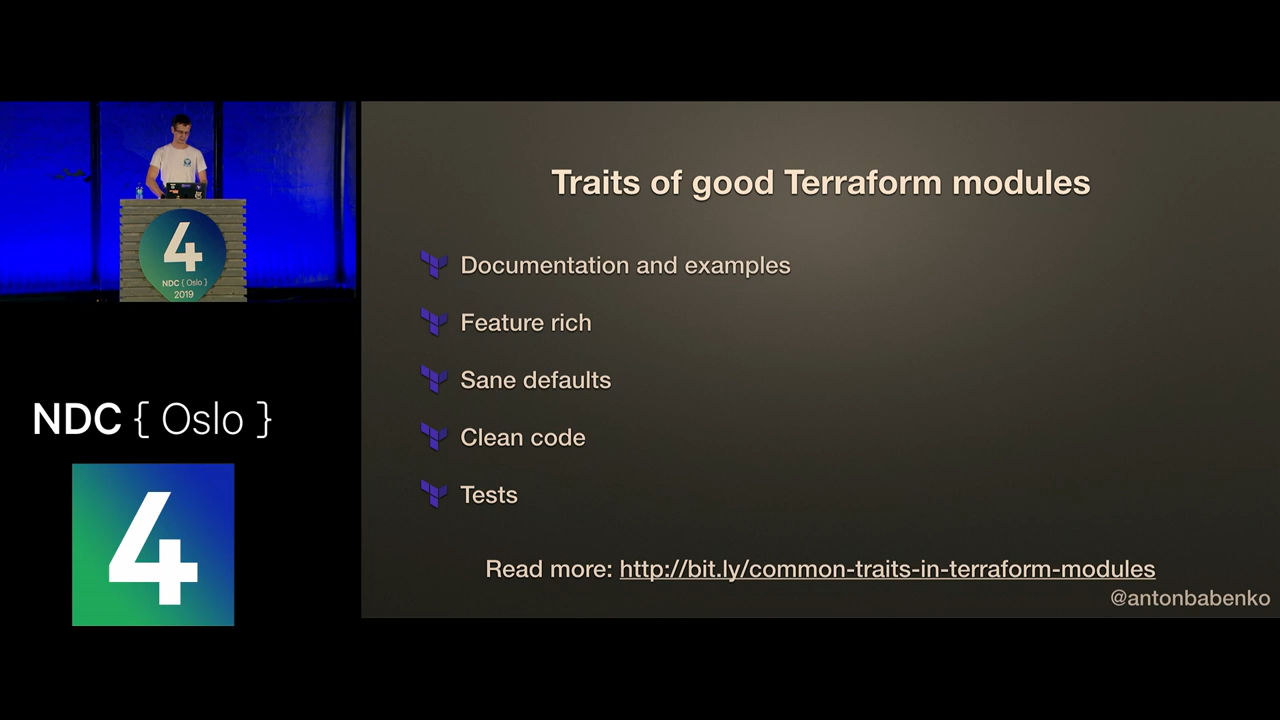 4
NDC { Oslo }
2019
NDC { Oslo }
4
Traits of good Terraform modules
Documentation and examples
Feature rich
Sane defaults
Clean code
Tests
Read more: http://bit.ly/common-traits-in-terraform-modules
@antonbabenko